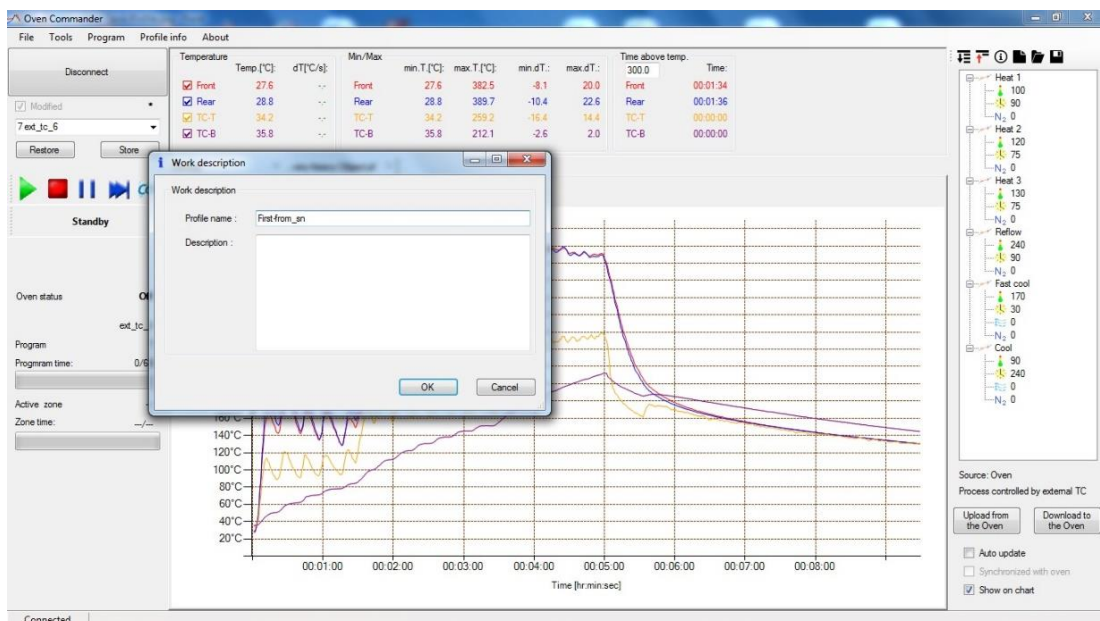 Oven Commander
File Tools Program Profile info About
Disconnect
Modified
7 ext_tc_6
Restore Store
Standby
Oven status
ext_tc_
Program
Prognram time: 0/6
Active zone
Zone time: --/--
Temperature
Temp.[°C]: dT[°C/s]:
Front 27.6 -.-
Rear 28.8 -.-
TC-T 34.2 -.-
TC-B 35.8 -.-
Min/Max
min.T.[°C]: max.T.[°C]: min.dT.: max.dT.:
Front 27.6 382.5 -8.1 20.0
Rear 28.8 389.7 -10.4 22.6
TC-T 34.2 259.2 -16.4 14.4
TC-B 35.8 212.1 -2.6 2.0
Time above temp.
300.0 Time:
Front 00:01:34
Rear 00:01:36
TC-T 00:00:00
TC-B 00:00:00
Work description
Work description
Profile name : First-from_sn
Description :
OK Cancel
160°C
140°C
120°C
100°C
80°C
60°C
40°C
20°C
00:01:00 00:02:00 00:03:00 00:04:00 00:05:00 00:06:00 00:07:00 00:08:00
Time [hr:min:sec]
Heat 1
100
90
N₂ 0
Heat 2
120
75
N₂ 0
Heat 3
130
75
N₂ 0
Reflow
240
90
N₂ 0
Fast cool
170
30
0
N₂ 0
Cool
90
240
0
N₂ 0
Source: Oven
Process controlled by external TC
Upload from the Oven
Download to the Oven
Auto update
Synchronized with oven
Show on chart
Connected